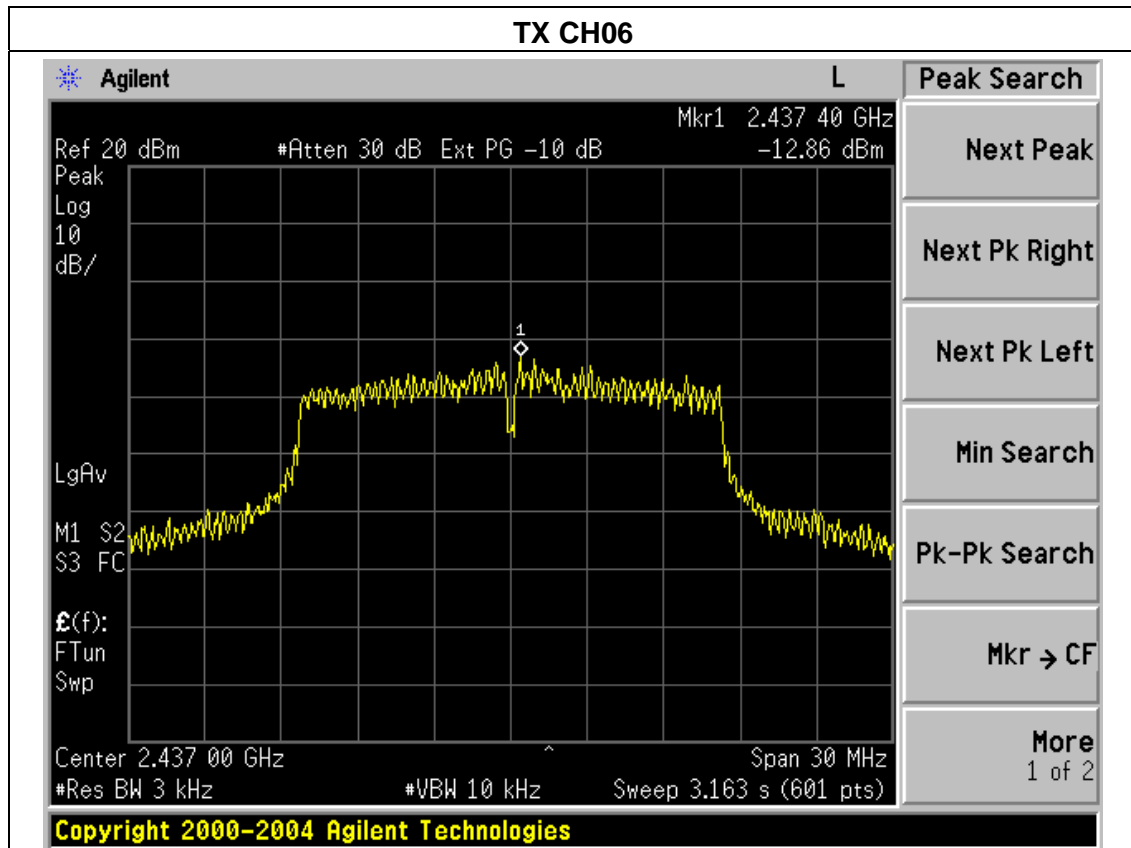 TX CH06
Agilent L Peak Search
Mkr1 2.437 40 GHz
Ref 20 dBm #Atten 30 dB Ext PG -10 dB -12.86 dBm
Peak
Log
10
dB/
1
LgAv
M1 S2
S3 FC
£(f):
FTun
Swp
Center 2.437 00 GHz ^ Span 30 MHz
#Res BW 3 kHz #VBW 10 kHz Sweep 3.163 s (601 pts)
Copyright 2000-2004 Agilent Technologies
Next Peak
Next Pk Right
Next Pk Left
Min Search
Pk-Pk Search
Mkr → CF
More
1 of 2